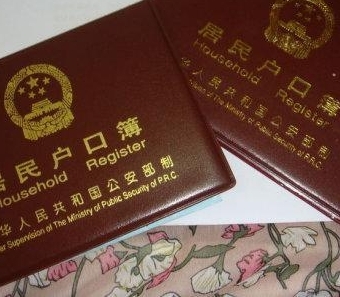 居民户口簿
Household Register
华人民共和国公安部制
Supervision of The Ministry of Public Security of P.R.C.
居民户口簿
Household Register
华人民共和国公安部制
Supervision of The Ministry of Public Security of P.R.C.